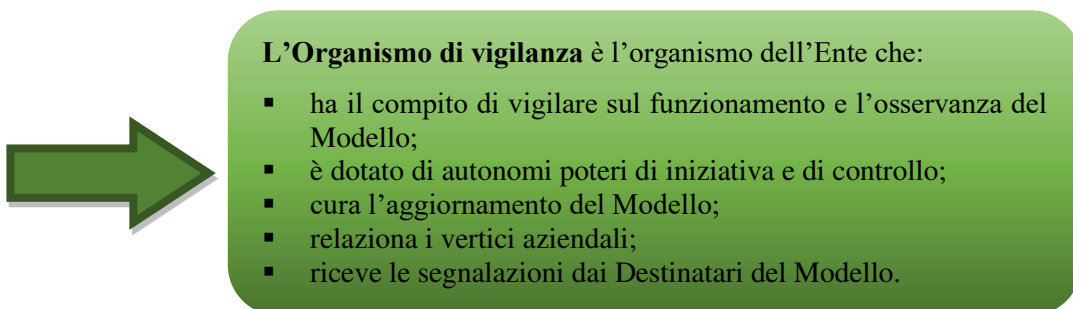 L’Organismo di vigilanza è l’organismo dell’Ente che:
▪ ha il compito di vigilare sul funzionamento e l’osservanza del
Modello;
▪ è dotato di autonomi poteri di iniziativa e di controllo;
▪ cura l’aggiornamento del Modello;
▪ relaziona i vertici aziendali;
▪ riceve le segnalazioni dai Destinatari del Modello.